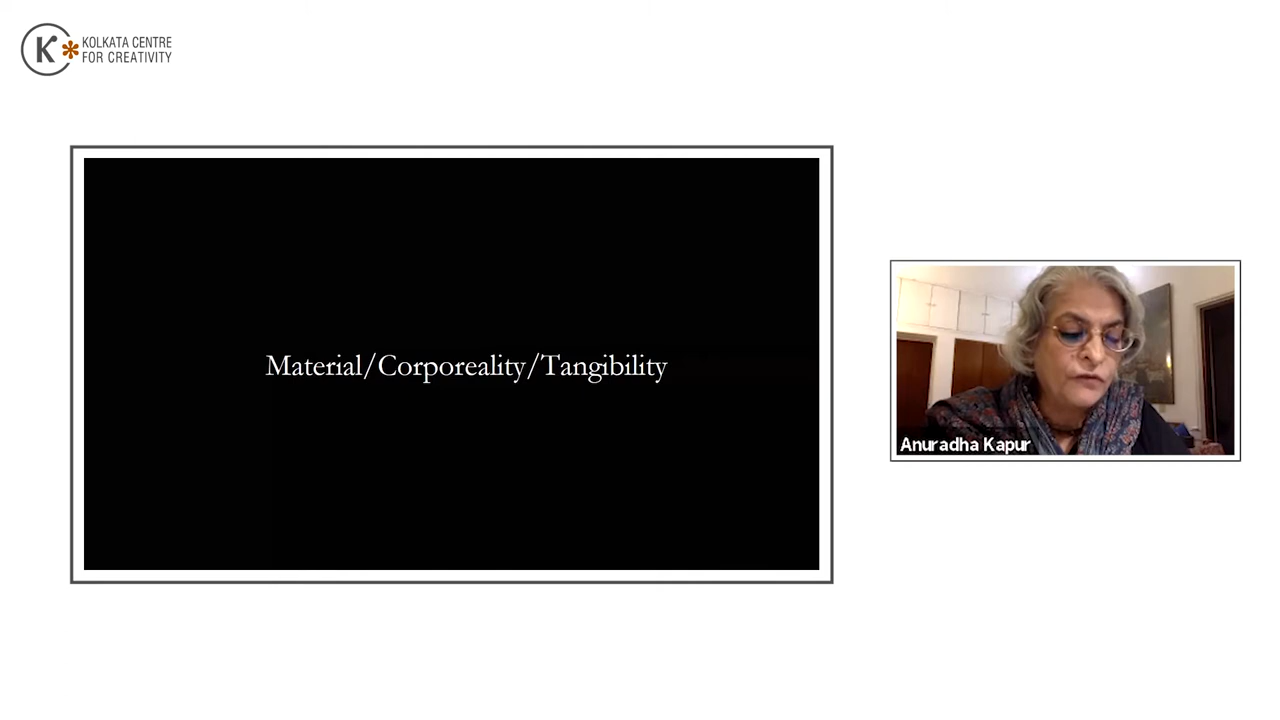 K
KOLKATA CENTRE
FOR CREATIVITY
Material/Corporeality/Tangibility
Anuradha Kapur